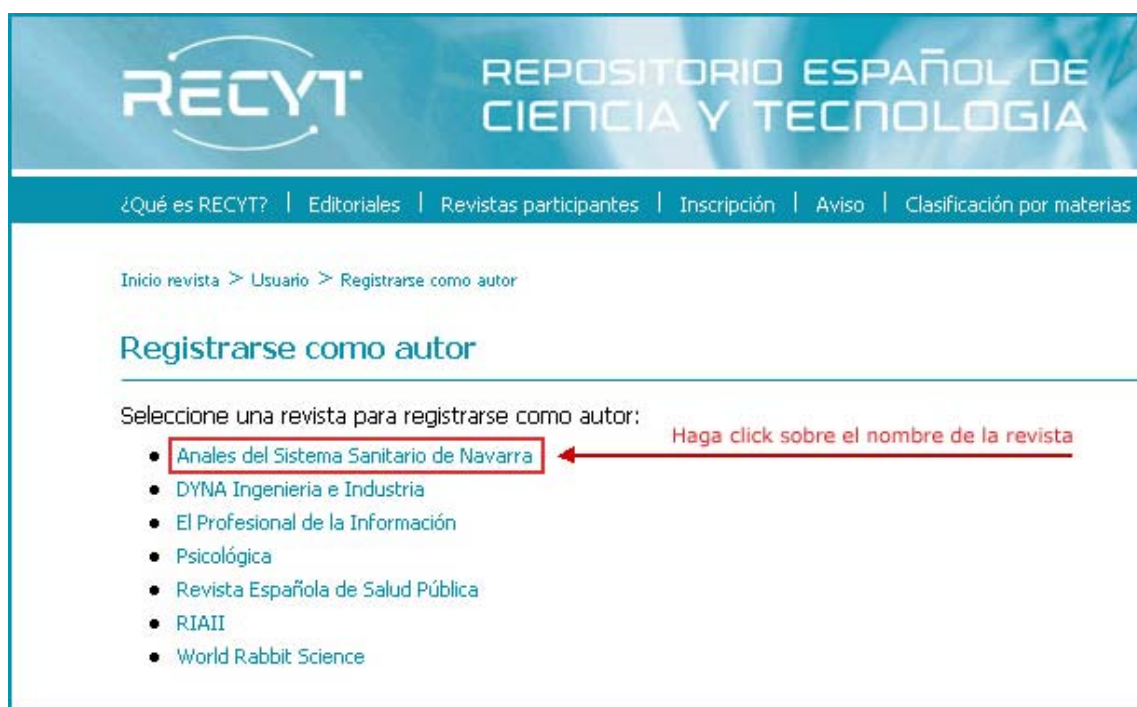 RECYT
REPOSITORIO ESPAÑOL DE
CIENCIA Y TECNOLOGIA
¿Qué es RECYT? | Editoriales | Revistas participantes | Inscripción | Aviso | Clasificación por materias
Inicio revista > Usuario > Registrarse como autor
Registrarse como autor
Seleccione una revista para registrarse como autor:
• Anales del Sistema Sanitario de Navarra
Haga click sobre el nombre de la revista
• DYNA Ingenieria e Industria
• El Profesional de la Información
• Psicológica
• Revista Española de Salud Pública
• RIAII
• World Rabbit Science